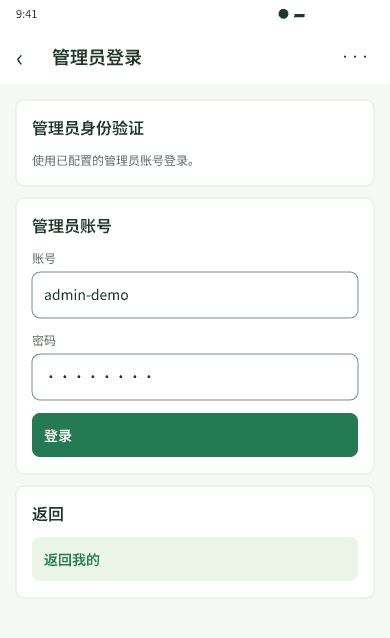 9:41
‹ 管理员登录 ···
管理员身份验证
使用已配置的管理员账号登录。
管理员账号
账号
admin-demo
密码
········
登录
返回
返回我的